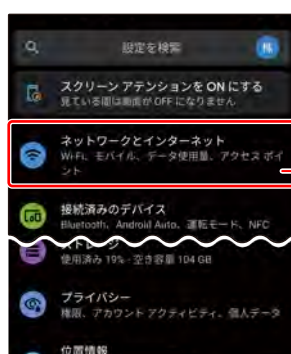 設定を検索
株
スクリーン アテンションを ON にする
見ている間は画面が OFF になりません
ネットワークとインターネット
Wi-Fi、モバイル、データ使用量、アクセス ポイ
ント
接続済みのデバイス
Bluetooth、Android Auto、運転モード、NFC
ストレージ
使用済み 19% - 空き容量 104 GB
プライバシー
権限、アカウント アクティビティ、個人データ
位置情報